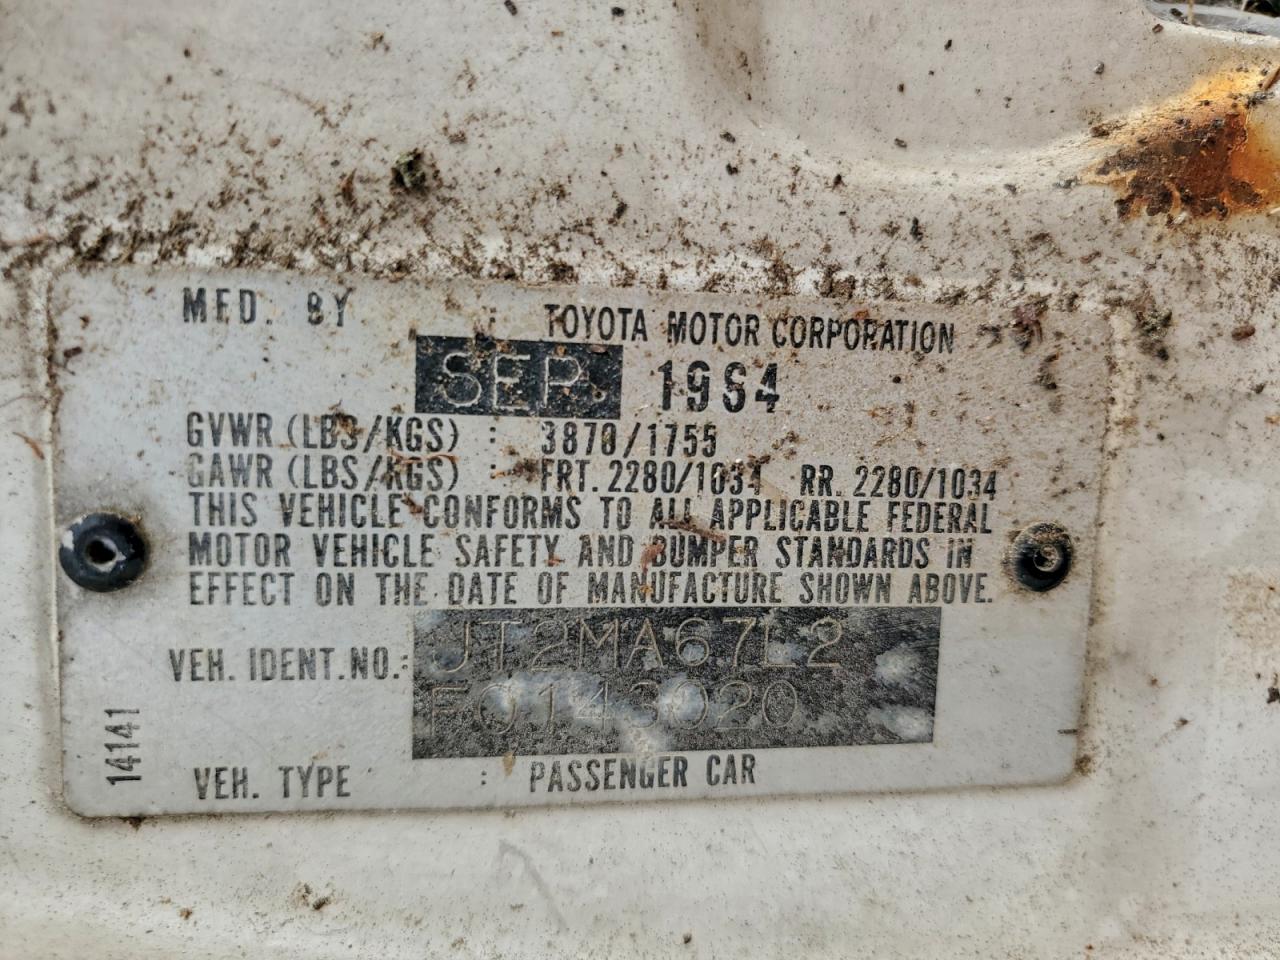 MFD. BY : TOYOTA MOTOR CORPORATION
SEP 1984
GVWR (LBS/KGS) : 3870/1755
GAWR (LBS/KGS) : FRT. 2280/1034 RR. 2280/1034
THIS VEHICLE CONFORMS TO ALL APPLICABLE FEDERAL
MOTOR VEHICLE SAFETY AND BUMPER STANDARDS IN
EFFECT ON THE DATE OF MANUFACTURE SHOWN ABOVE.
VEH. IDENT. NO.: JT2MA67L2
F0143020
VEH. TYPE : PASSENGER CAR
14141